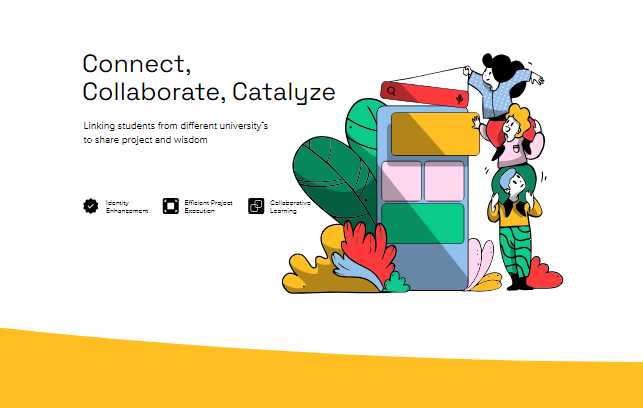 Connect,
Collaborate, Catalyze
Linking students from different university's
to share project and wisdom
Identity
Enhancement
Efficient Project
Execution
Collaborative
Learning